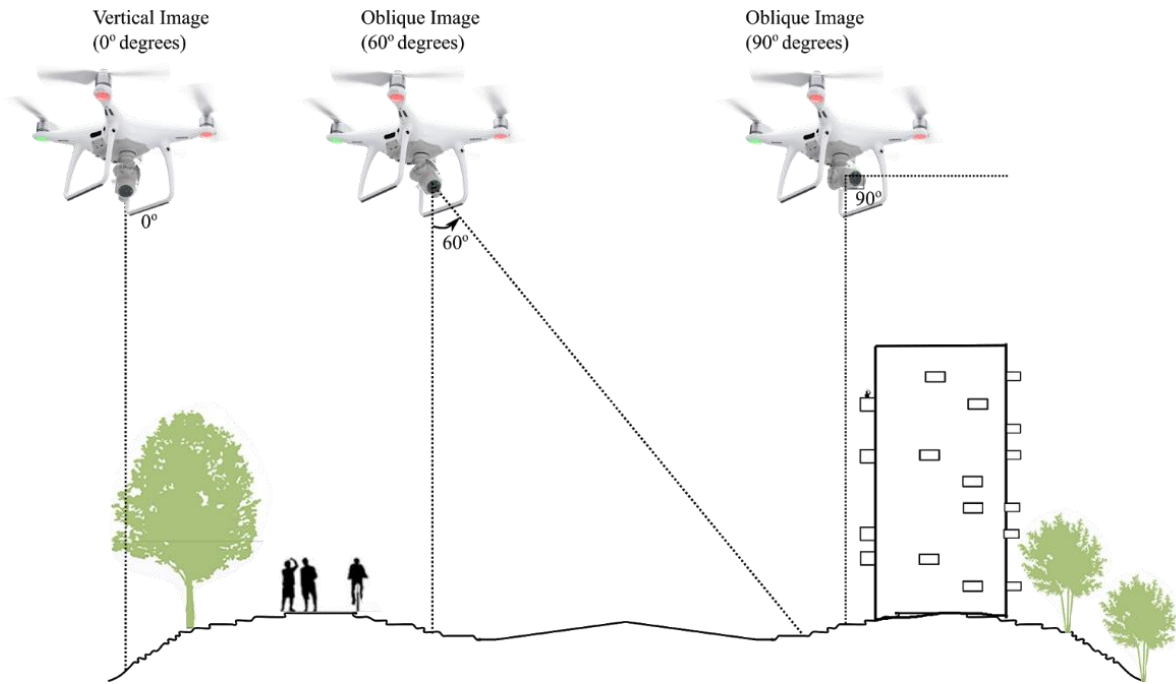 Vertical Image
(0º degrees)
Oblique Image
(60º degrees)
Oblique Image
(90º degrees)
0º
60º
90º